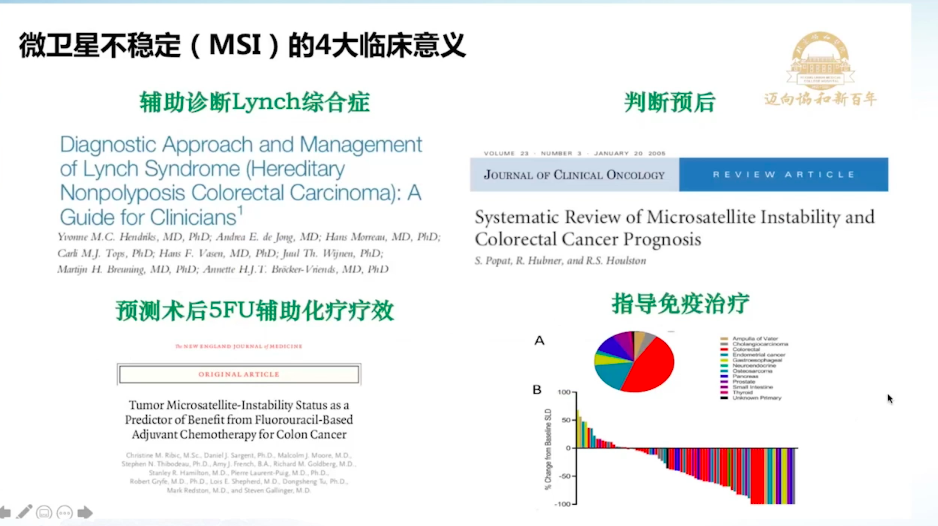 微卫星不稳定（MSI）的4大临床意义
迈向协和新百年
辅助诊断Lynch综合症
Diagnostic Approach and Management
of Lynch Syndrome (Hereditary
Nonpolyposis Colorectal Carcinoma): A
Guide for Clinicians¹
Yvonne M.C. Hendriks, MD, PhD; Andrea E. de Jong, MD; Hans Morreau, MD, PhD;
Carli M.J. Tops, PhD; Hans F. Vasen, MD, PhD; Juul Th. Wijnen, PhD;
Martijn H. Breuning, MD, PhD; Annette H.J.T. Bröcker-Vriends, MD, PhD
判断预后
VOLUME 23 · NUMBER 3 · JANUARY 20 2005
JOURNAL OF CLINICAL ONCOLOGY
REVIEW ARTICLE
Systematic Review of Microsatellite Instability and
Colorectal Cancer Prognosis
S. Popat, R. Hubner, and R.S. Houlston
预测术后5FU辅助化疗疗效
The NEW ENGLAND JOURNAL of MEDICINE
ORIGINAL ARTICLE
Tumor Microsatellite-Instability Status as a
Predictor of Benefit from Fluorouracil-Based
Adjuvant Chemotherapy for Colon Cancer
Christine M. Ribic, M.Sc., Daniel J. Sargent, Ph.D., Malcolm J. Moore, M.D.,
Stephen N. Thibodeau, Ph.D., Amy J. French, B.A., Richard M. Goldberg, M.D.,
Stanley R. Hamilton, M.D., Pierre Laurent-Puig, M.D., Ph.D.,
Robert Gryfe, M.D., Ph.D., Lois E. Shepherd, M.D., Dongsheng Tu, Ph.D.,
Mark Redston, M.D., and Steven Gallinger, M.D.
指导免疫治疗
A
Ampulla of Vater
Cholangiocarcinoma
Colorectal
Endometrial cancer
Gastroesophageal
Neuroendocrine
Osteosarcoma
Pancreas
Prostate
Small Intestine
Thyroid
Unknown Primary
B
% Change from Baseline SLD
100
50
0
-50
-100